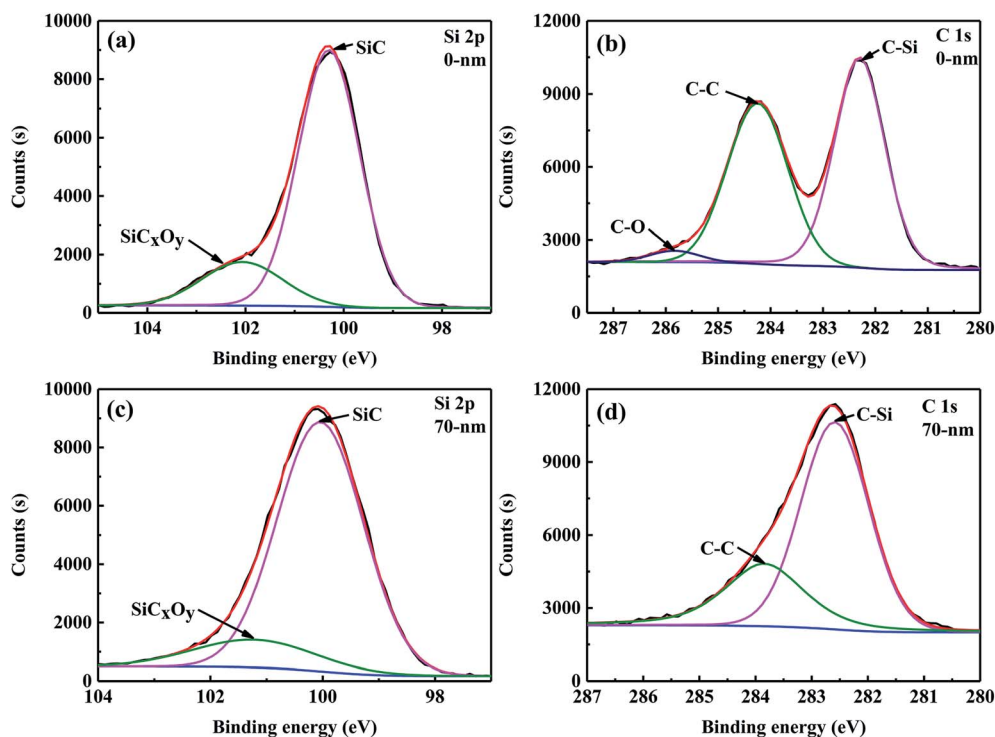 (a)
Si 2p
0-nm
SiC
SiCxOy
Counts (s)
10000
8000
6000
4000
2000
0
104
102
100
98
Binding energy (eV)
(b)
C 1s
0-nm
C-Si
C-C
C-O
Counts (s)
12000
9000
6000
3000
0
287
286
285
284
283
282
281
280
Binding energy (eV)
(c)
Si 2p
70-nm
SiC
SiCxOy
Counts (s)
10000
8000
6000
4000
2000
0
104
102
100
98
Binding energy (eV)
(d)
C 1s
70-nm
C-Si
C-C
Counts (s)
12000
9000
6000
3000
0
287
286
285
284
283
282
281
280
Binding energy (eV)